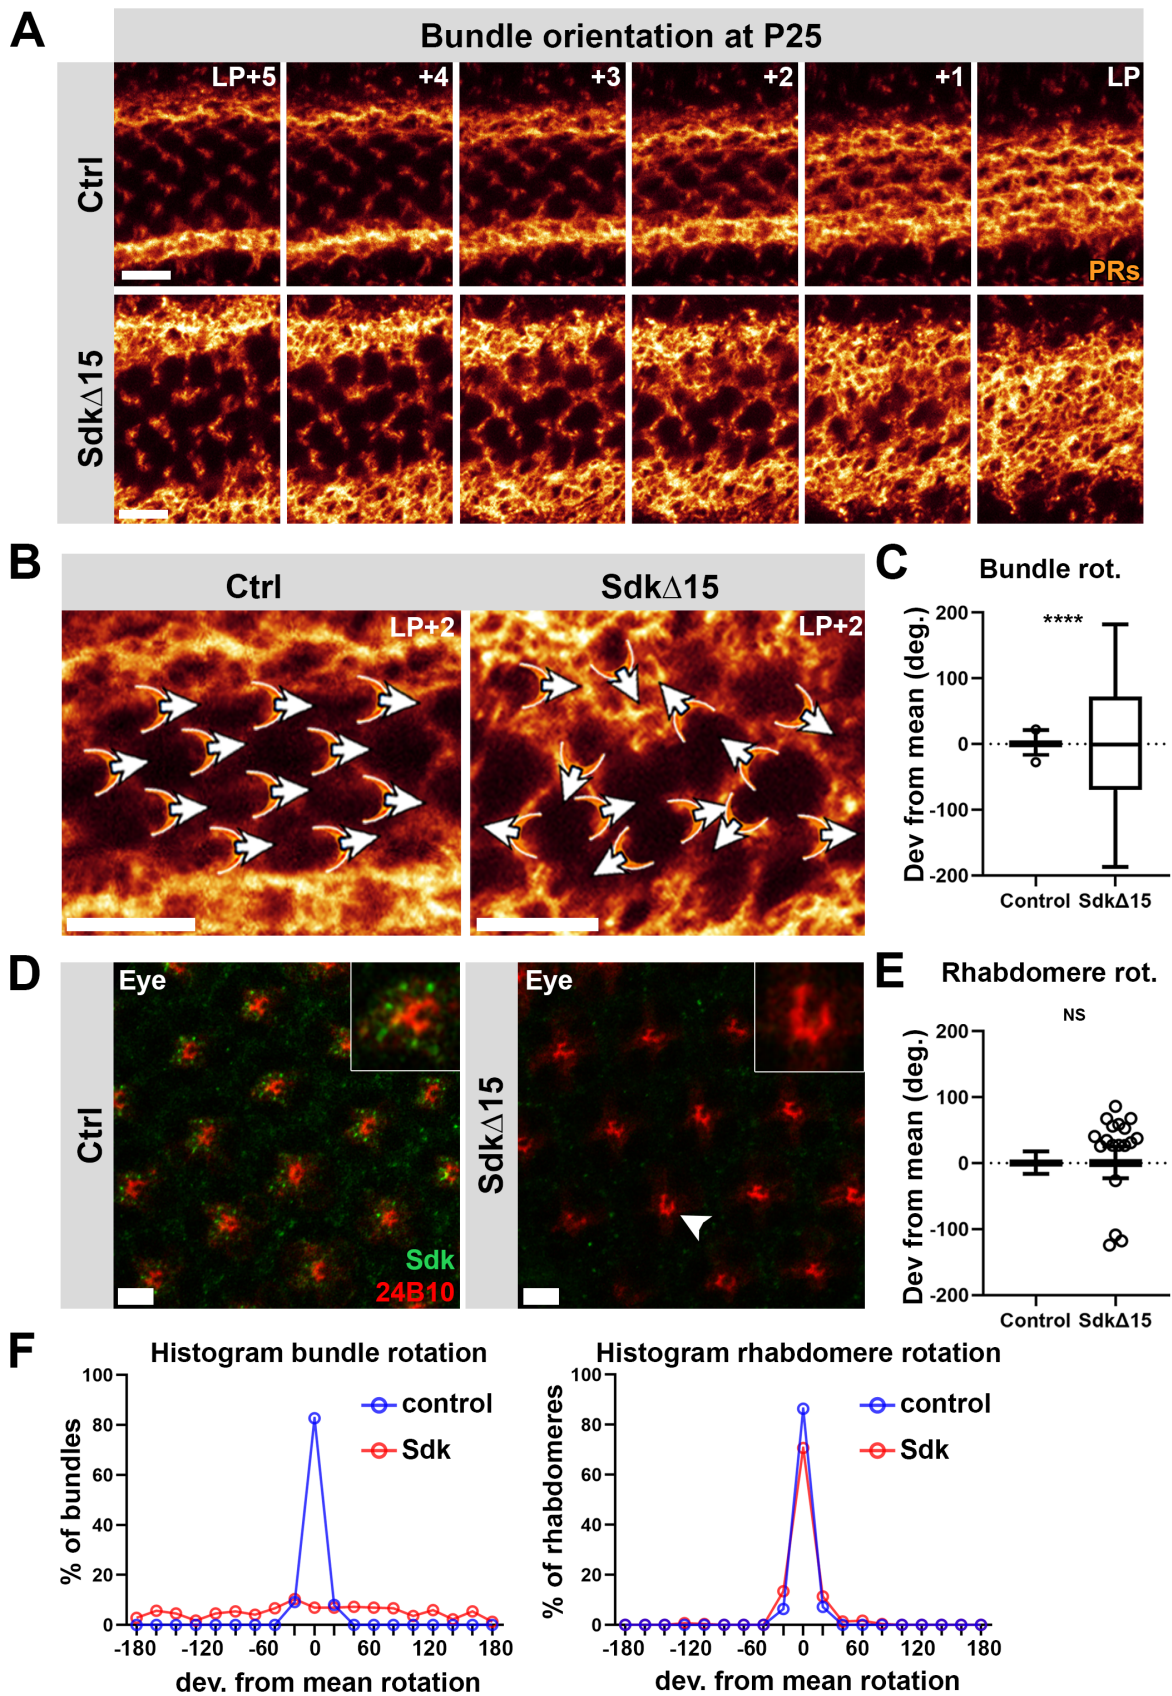 A
Bundle orientation at P25
Ctrl
LP+5 +4 +3 +2 +1 LP
PRs
SdkΔ15
B
Ctrl SdkΔ15
LP+2 LP+2
C
Bundle rot.
Dev from mean (deg.)
200
100
0
-100
-200
****
Control SdkΔ15
D
Ctrl
Eye
Sdk
24B10
SdkΔ15
Eye
E
Rhabdomere rot.
NS
Dev from mean (deg.)
200
100
0
-100
-200
Control SdkΔ15
F
Histogram bundle rotation
% of bundles
100
80
60
40
20
0
control
Sdk
-180 -120 -60 0 60 120 180
dev. from mean rotation
Histogram rhabdomere rotation
% of rhabdomeres
100
80
60
40
20
0
control
Sdk
-180 -120 -60 0 60 120 180
dev. from mean rotation